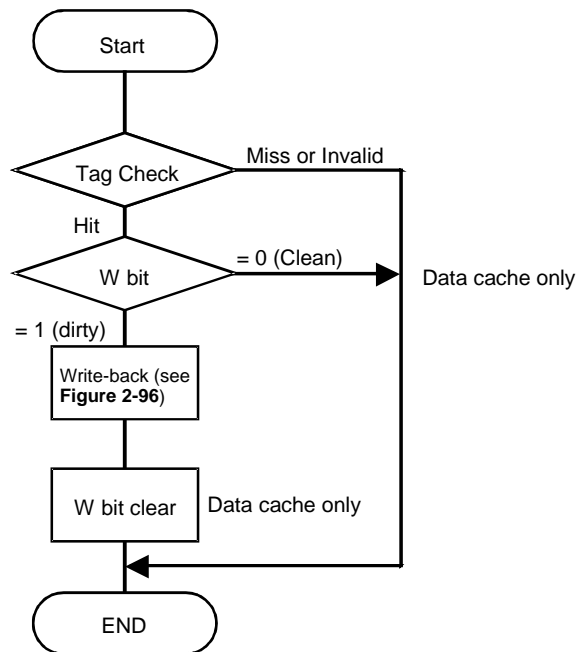 Start
Miss or Invalid
Tag Check
Hit
= 0 (Clean)
W bit
Data cache only
= 1 (dirty)
Write-back (see
Figure 2-96)
W bit clear
Data cache only
END